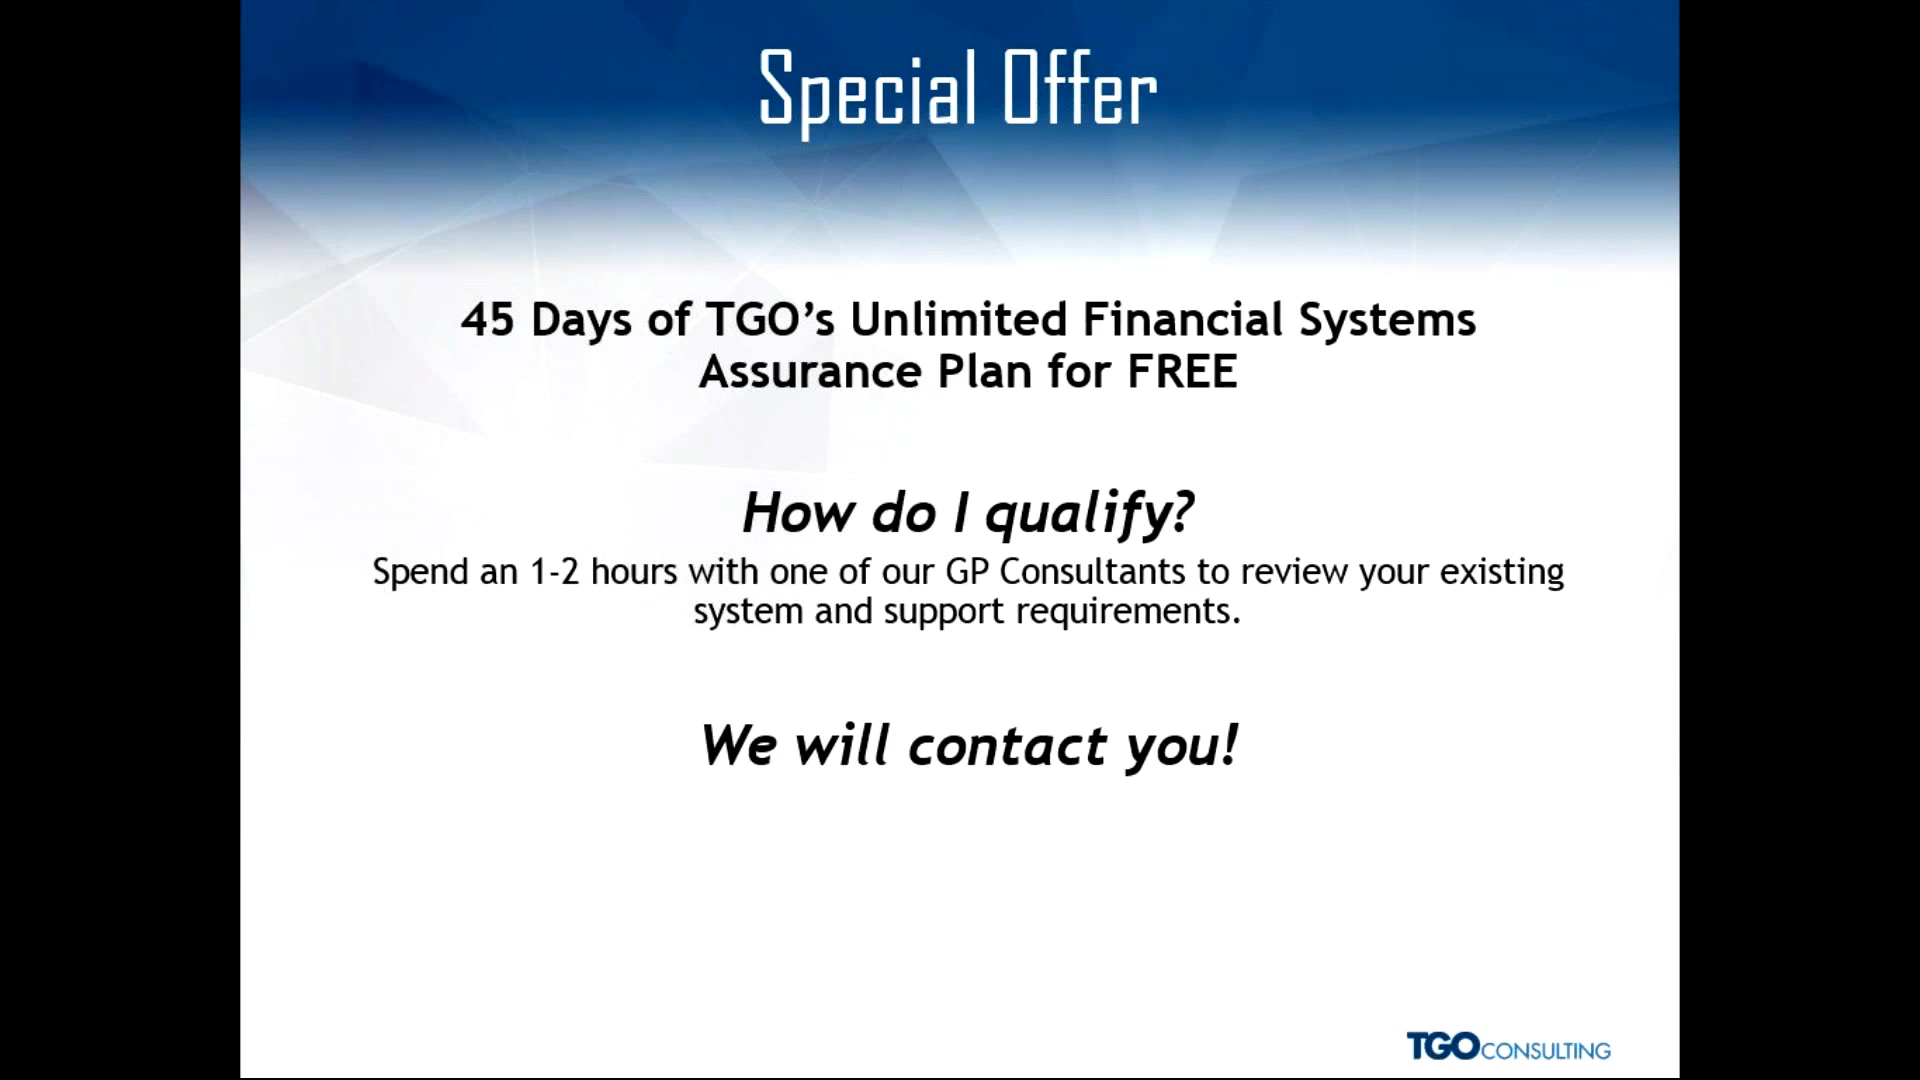 Special Offer
45 Days of TGO’s Unlimited Financial Systems
Assurance Plan for FREE
How do I qualify?
Spend an 1-2 hours with one of our GP Consultants to review your existing
system and support requirements.
We will contact you!
TGO CONSULTING